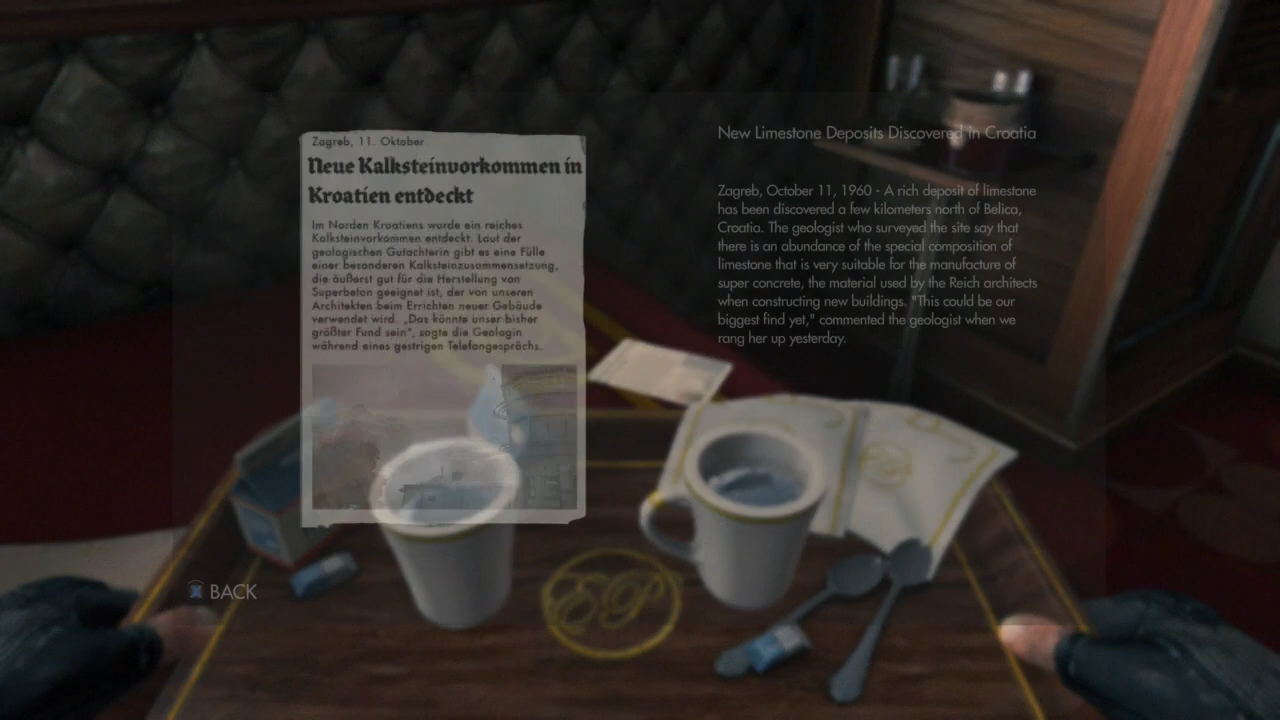 Zagreb, 11. Oktober
Neue Kalksteinvorkommen in
Kroatien entdeckt
Im Norden Kroatiens wurde ein reiches
Kalksteinvorkommen entdeckt. Laut der
geologischen Gutachterin gibt es eine Fülle
einer besonderen Kalksteinzusammensetzung,
die äußerst gut für die Herstellung von
Superbeton geeignet ist, der von unseren
Architekten beim Errichten neuer Gebäude
verwendet wird. „Das könnte unser bisher
größter Fund sein“, sagte die Geologin
während eines gestrigen Telefongesprächs.
New Limestone Deposits Discovered In Croatia
Zagreb, October 11, 1960 - A rich deposit of limestone
has been discovered a few kilometers north of Belica,
Croatia. The geologist who surveyed the site say that
there is an abundance of the special composition of
limestone that is very suitable for the manufacture of
super concrete, the material used by the Reich architects
when constructing new buildings. "This could be our
biggest find yet," commented the geologist when we
rang her up yesterday.
EP
BACK